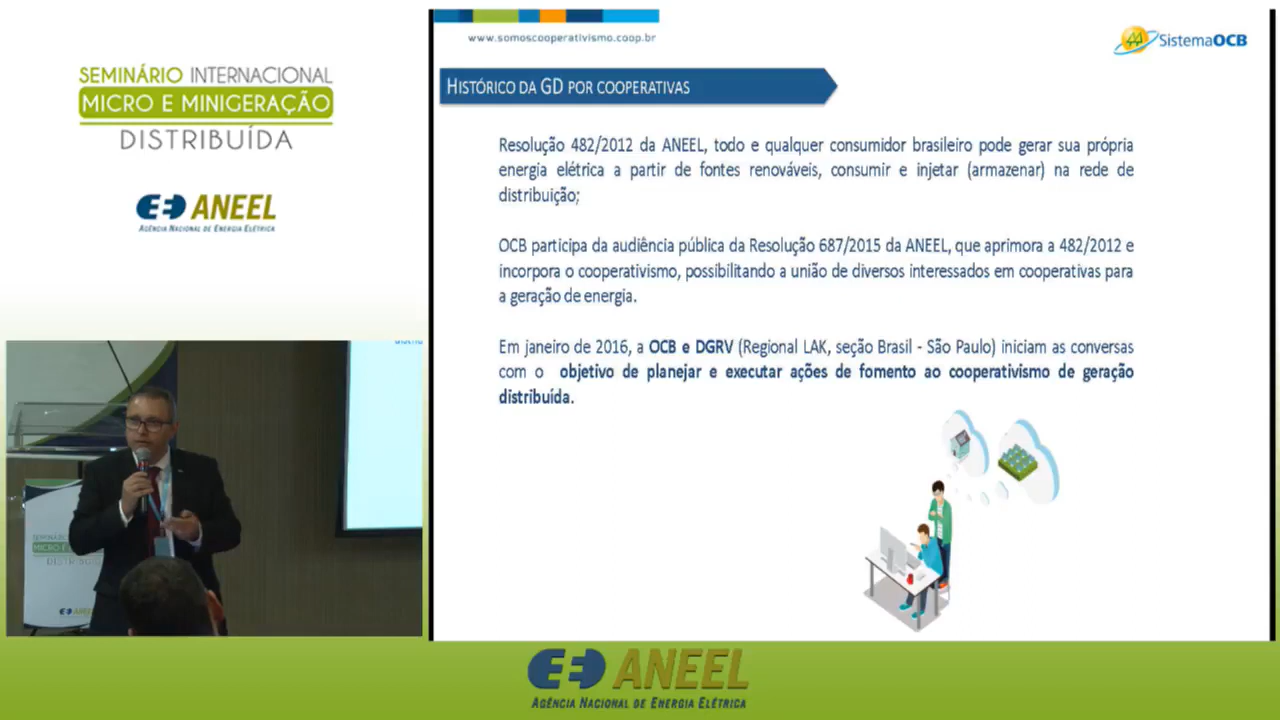 SEMINÁRIO INTERNACIONAL
MICRO E MINIGERAÇÃO
DISTRIBUÍDA
ANEEL
AGÊNCIA NACIONAL DE ENERGIA ELÉTRICA
www.somoscooperativismo.coop.br
SistemaOCB
HISTÓRICO DA GD POR COOPERATIVAS
Resolução 482/2012 da ANEEL, todo e qualquer consumidor brasileiro pode gerar sua própria
energia elétrica a partir de fontes renováveis, consumir e injetar (armazenar) na rede de
distribuição;
OCB participa da audiência pública da Resolução 687/2015 da ANEEL, que aprimora a 482/2012 e
incorpora o cooperativismo, possibilitando a união de diversos interessados em cooperativas para
a geração de energia.
Em janeiro de 2016, a OCB e DGRV (Regional LAK, seção Brasil - São Paulo) iniciam as conversas
com o objetivo de planejar e executar ações de fomento ao cooperativismo de geração
distribuída.
ANEEL
AGÊNCIA NACIONAL DE ENERGIA ELÉTRICA